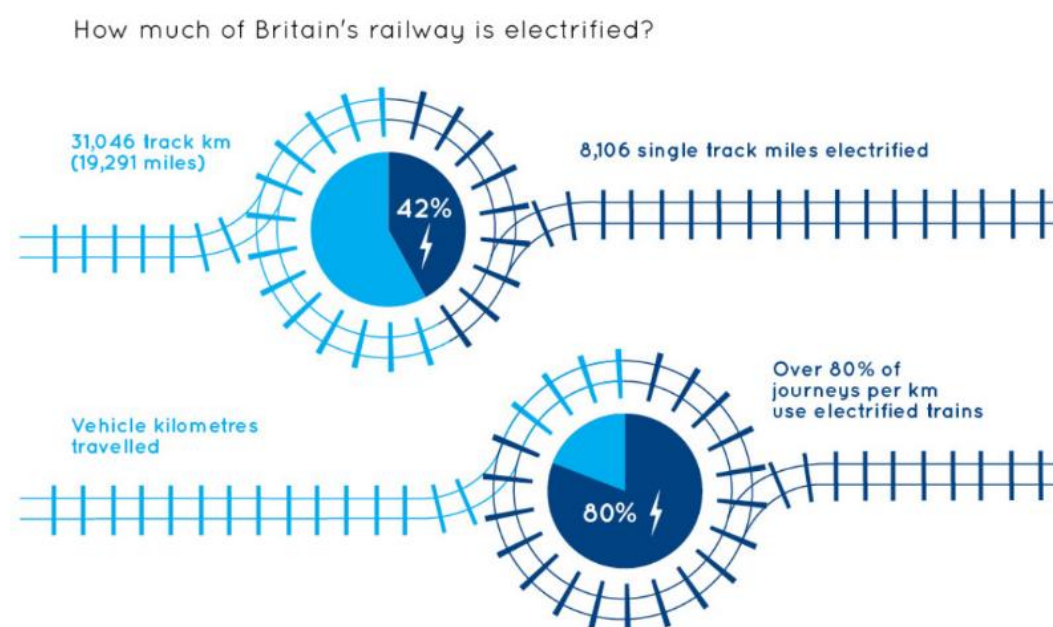 How much of Britain's railway is electrified?
31,046 track km
(19,291 miles)
42%
8,106 single track miles electrified
Vehicle kilometres
travelled
80%
Over 80% of
journeys per km
use electrified trains